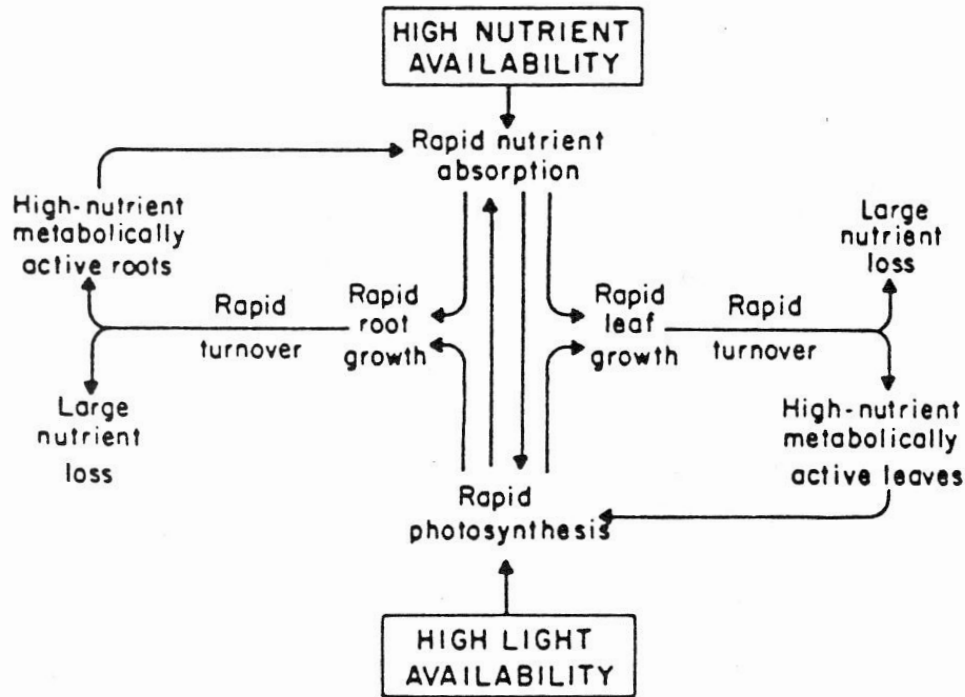 HIGH NUTRIENT
AVAILABILITY
Rapid nutrient
absorption
High-nutrient
metabolically
active roots
Large
nutrient
loss
Rapid
turnover
Rapid
root
growth
Rapid
leaf
growth
Rapid
turnover
Large
nutrient
loss
High-nutrient
metabolically
active leaves
Rapid
photosynthesis
HIGH LIGHT
AVAILABILITY